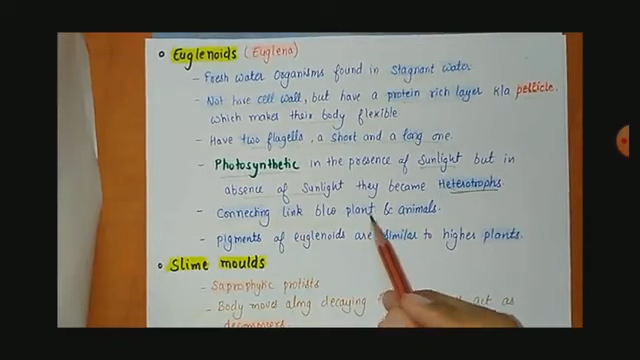 Euglenoids (Euglena)
- Fresh water Organisms found in Stagnant water
- Not have cell wall, but have a protein rich layer k/a pellicle.
which makes their body flexible.
- Have two flagella, a short and a long one.
- Photosynthetic in the presence of Sunlight but in
absence of Sunlight they became Heterotrophs.
- Connecting link b/w plant & animals.
- Pigments of euglenoids are similar to higher plants.
Slime moulds
- Saprophytic protists
- Body moves along decaying act as
decomposers